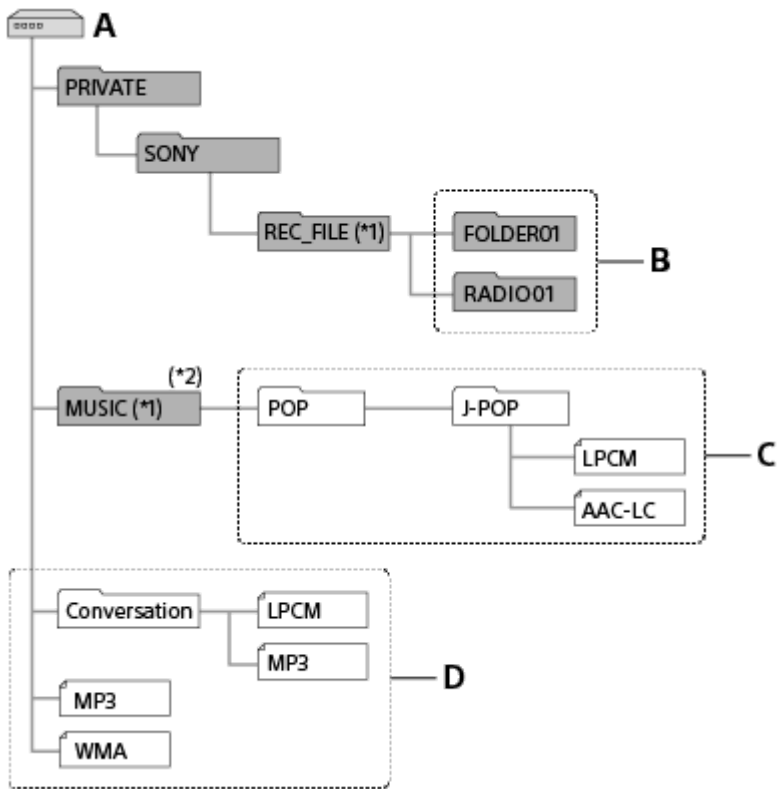 A
PRIVATE
SONY
REC_FILE (*1)
FOLDER01
RADIO01
B
(*2)
MUSIC (*1)
POP
J-POP
LPCM
AAC-LC
C
Conversation
LPCM
MP3
D
MP3
WMA